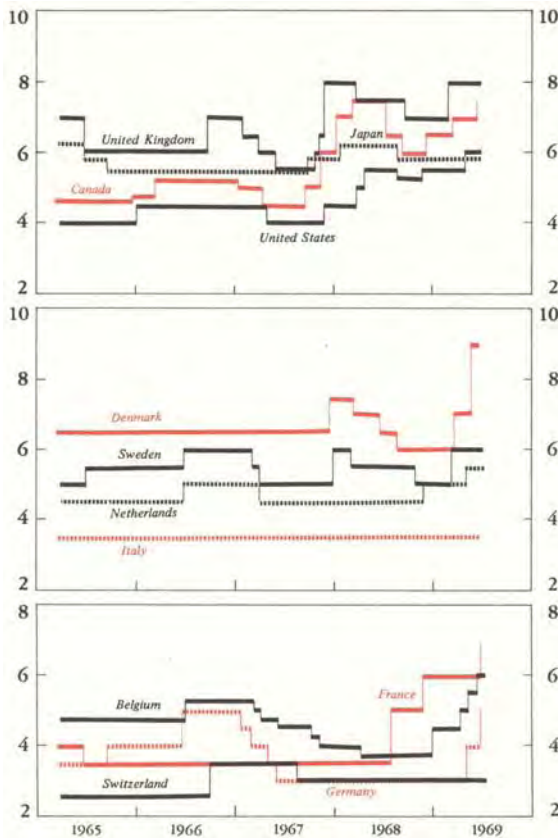 10 10
8 8
United Kingdom Japan
6 6
Canada
4 4
United States
2 2
10 10
8 8
Denmark
6 6
Sweden
Netherlands
4 4
Italy
2 2
8 8
France
6 6
Belgium
4 4
Switzerland Germany
2 2
1965 1966 1967 1968 1969